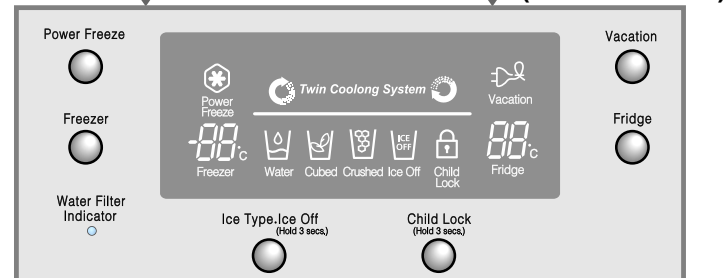 Power Freeze
Vacation
Power
Freeze
Twin Coolong System
Vacation
Freezer
Fridge
-88.°C
88.°C
ICE
OFF
Freezer
Water
Cubed
Crushed
Ice Off
Child
Lock
Fridge
Water Filter
Indicator
Ice Type.Ice Off
(Hold 3 secs,)
Child Lock
(Hold 3 secs,)